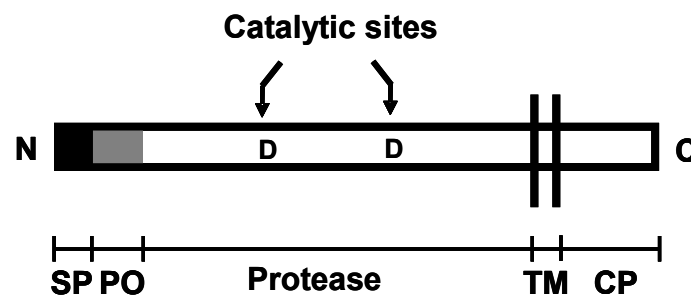 Catalytic sites
N D D C
SP PO Protease TM CP